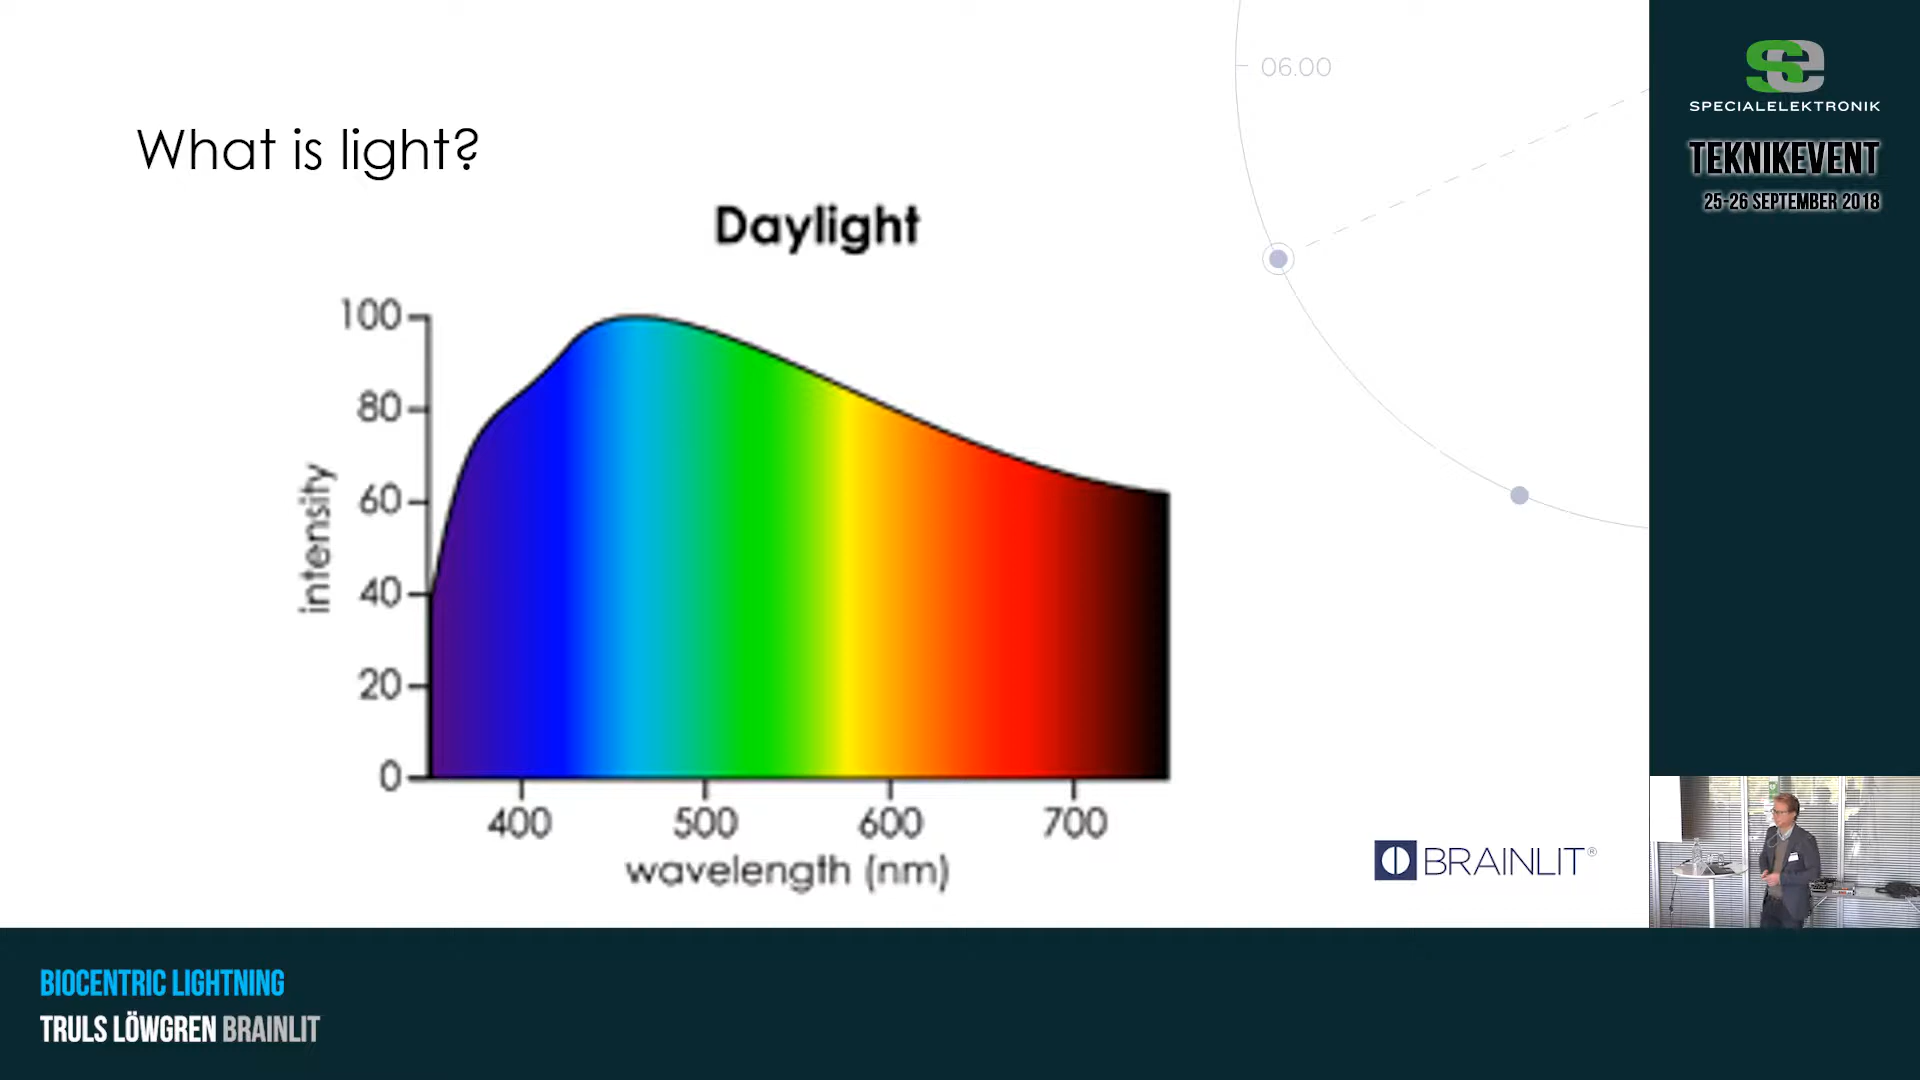 06.00
What is light?
Daylight
100
80
60
40
20
0
intensity
400 500 600 700
wavelength (nm)
BRAINLIT®
se
SPECIALELEKTRONIK
TEKNIKEVENT
25-26 SEPTEMBER 2018
BIOCENTRIC LIGHTNING
TRULS LÖWGREN BRAINLIT